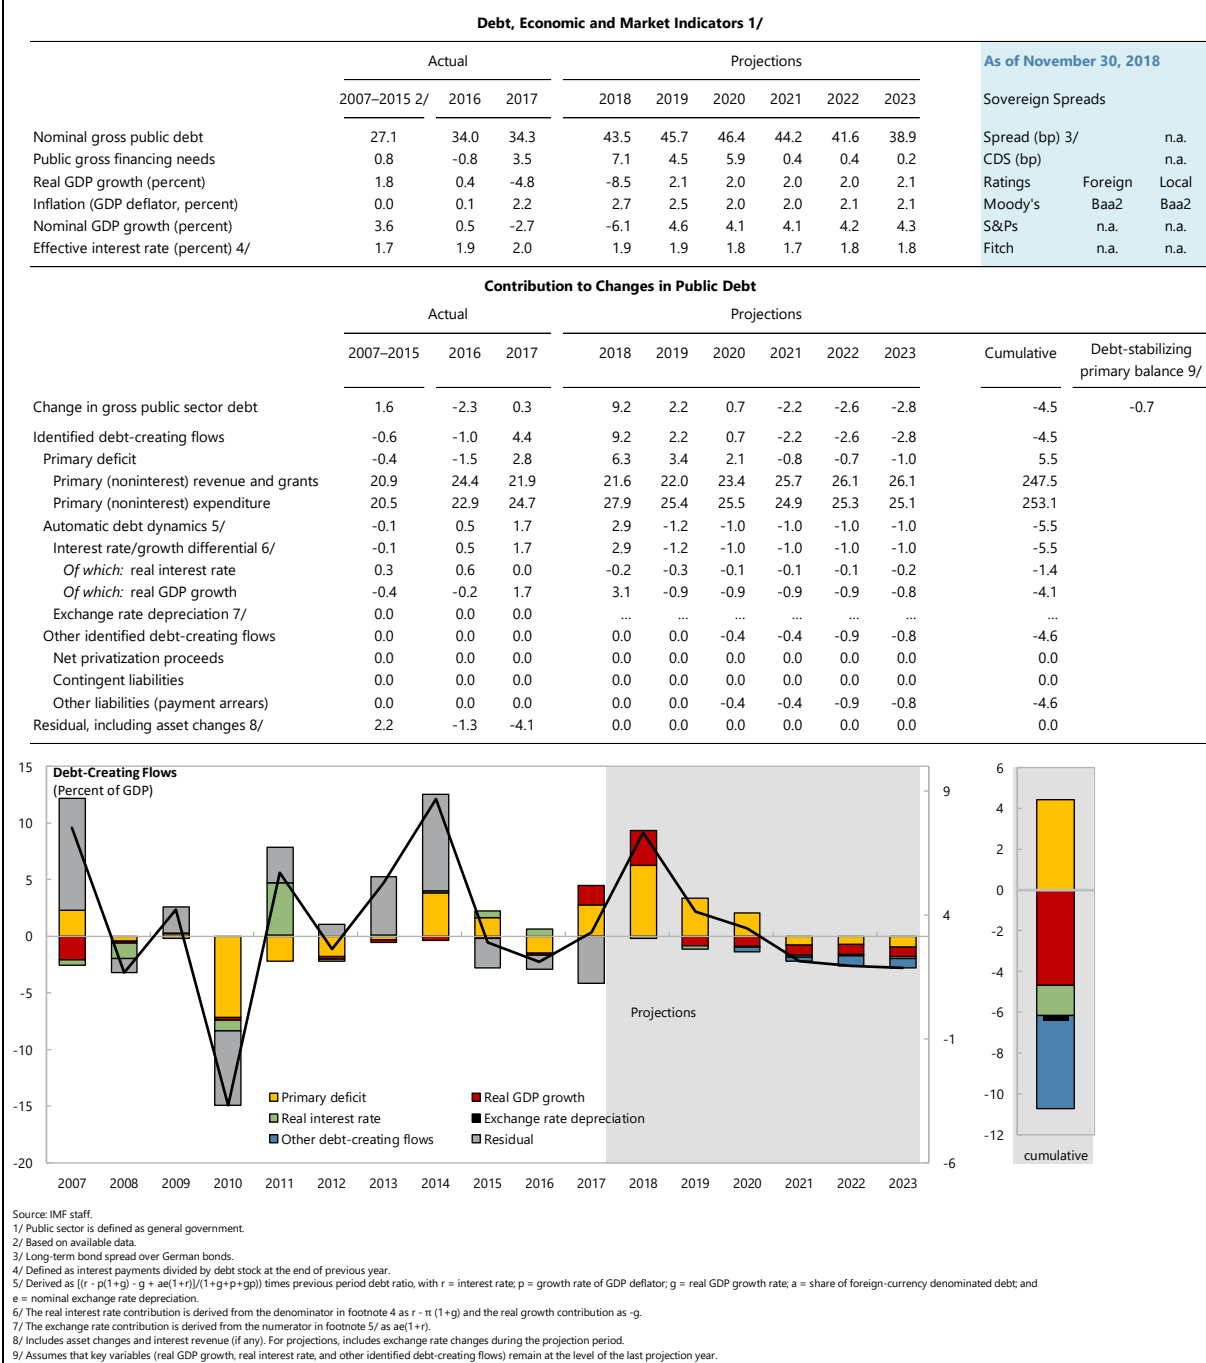 Debt, Economic and Market Indicators 1/
Actual Projections As of November 30, 2018
2007–2015 2/ 2016 2017 2018 2019 2020 2021 2022 2023 Sovereign Spreads
Nominal gross public debt 27.1 34.0 34.3 43.5 45.7 46.4 44.2 41.6 38.9 Spread (bp) 3/ n.a.
Public gross financing needs 0.8 -0.8 3.5 7.1 4.5 5.9 0.4 0.4 0.2 CDS (bp) n.a.
Real GDP growth (percent) 1.8 0.4 -4.8 -8.5 2.1 2.0 2.0 2.0 2.1 Ratings Foreign Local
Inflation (GDP deflator, percent) 0.0 0.1 2.2 2.7 2.5 2.0 2.0 2.1 2.1 Moody's Baa2 Baa2
Nominal GDP growth (percent) 3.6 0.5 -2.7 -6.1 4.6 4.1 4.1 4.2 4.3 S&Ps n.a. n.a.
Effective interest rate (percent) 4/ 1.7 1.9 2.0 1.9 1.9 1.8 1.7 1.8 1.8 Fitch n.a. n.a.
Contribution to Changes in Public Debt
Actual Projections
2007–2015 2016 2017 2018 2019 2020 2021 2022 2023 Cumulative Debt-stabilizing
primary balance 9/
Change in gross public sector debt 1.6 -2.3 0.3 9.2 2.2 0.7 -2.2 -2.6 -2.8 -4.5 -0.7
Identified debt-creating flows -0.6 -1.0 4.4 9.2 2.2 0.7 -2.2 -2.6 -2.8 -4.5
Primary deficit -0.4 -1.5 2.8 6.3 3.4 2.1 -0.8 -0.7 -1.0 5.5
Primary (noninterest) revenue and grants 20.9 24.4 21.9 21.6 22.0 23.4 25.7 26.1 26.1 247.5
Primary (noninterest) expenditure 20.5 22.9 24.7 27.9 25.4 25.5 24.9 25.3 25.1 253.1
Automatic debt dynamics 5/ -0.1 0.5 1.7 2.9 -1.2 -1.0 -1.0 -1.0 -1.0 -5.5
Interest rate/growth differential 6/ -0.1 0.5 1.7 2.9 -1.2 -1.0 -1.0 -1.0 -1.0 -5.5
Of which: real interest rate 0.3 0.6 0.0 -0.2 -0.3 -0.1 -0.1 -0.1 -0.2 -1.4
Of which: real GDP growth -0.4 -0.2 1.7 3.1 -0.9 -0.9 -0.9 -0.9 -0.8 -4.1
Exchange rate depreciation 7/ 0.0 0.0 0.0 ... ... ... ... ... ... ...
Other identified debt-creating flows 0.0 0.0 0.0 0.0 0.0 -0.4 -0.4 -0.9 -0.8 -4.6
Net privatization proceeds 0.0 0.0 0.0 0.0 0.0 0.0 0.0 0.0 0.0 0.0
Contingent liabilities 0.0 0.0 0.0 0.0 0.0 0.0 0.0 0.0 0.0 0.0
Other liabilities (payment arrears) 0.0 0.0 0.0 0.0 0.0 -0.4 -0.4 -0.9 -0.8 -4.6
Residual, including asset changes 8/ 2.2 -1.3 -4.1 0.0 0.0 0.0 0.0 0.0 0.0 0.0
Debt-Creating Flows
(Percent of GDP)
15
10
5
0
-5
-10
-15
-20
9
4
-1
-6
Projections
Primary deficit Real GDP growth
Real interest rate Exchange rate depreciation
Other debt-creating flows Residual
2007 2008 2009 2010 2011 2012 2013 2014 2015 2016 2017 2018 2019 2020 2021 2022 2023
6
4
2
0
-2
-4
-6
-8
-10
-12
cumulative
Source: IMF staff.
1/ Public sector is defined as general government.
2/ Based on available data.
3/ Long-term bond spread over German bonds.
4/ Defined as interest payments divided by debt stock at the end of previous year.
5/ Derived as [(r - p(1+g) - g + ae(1+r)]/(1+g+p+gp)) times previous period debt ratio, with r = interest rate; p = growth rate of GDP deflator; g = real GDP growth rate; a = share of foreign-currency denominated debt; and
e = nominal exchange rate depreciation.
6/ The real interest rate contribution is derived from the denominator in footnote 4 as r - π (1+g) and the real growth contribution as -g.
7/ The exchange rate contribution is derived from the numerator in footnote 5/ as ae(1+r).
8/ Includes asset changes and interest revenue (if any). For projections, includes exchange rate changes during the projection period.
9/ Assumes that key variables (real GDP growth, real interest rate, and other identified debt-creating flows) remain at the level of the last projection year.